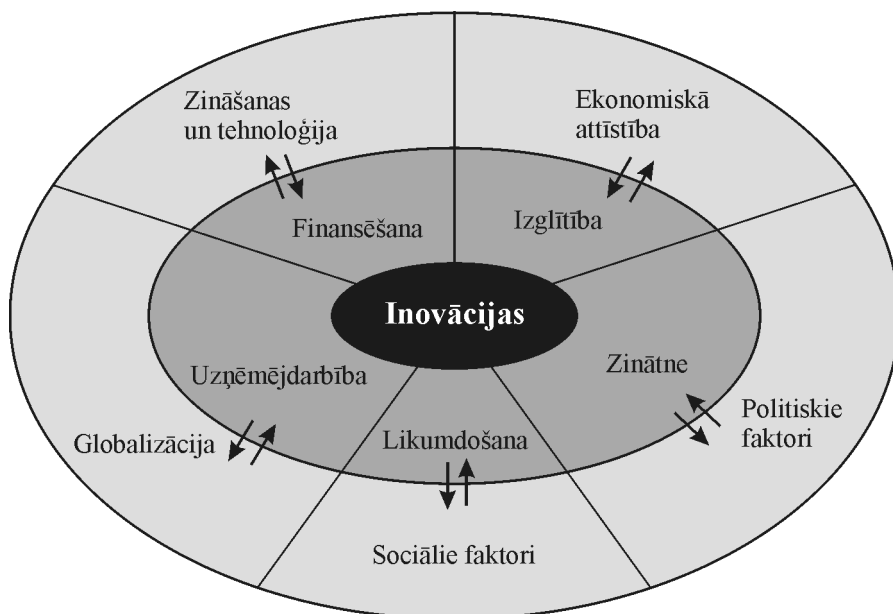 Zināšanas
un tehnoloģija
Ekonomiskā
attīstība
Finansēšana
Izglītība
Inovācijas
Uzņēmējdarbība
Zinātne
Globalizācija
Likumdošana
Politiskie
faktori
Sociālie faktori